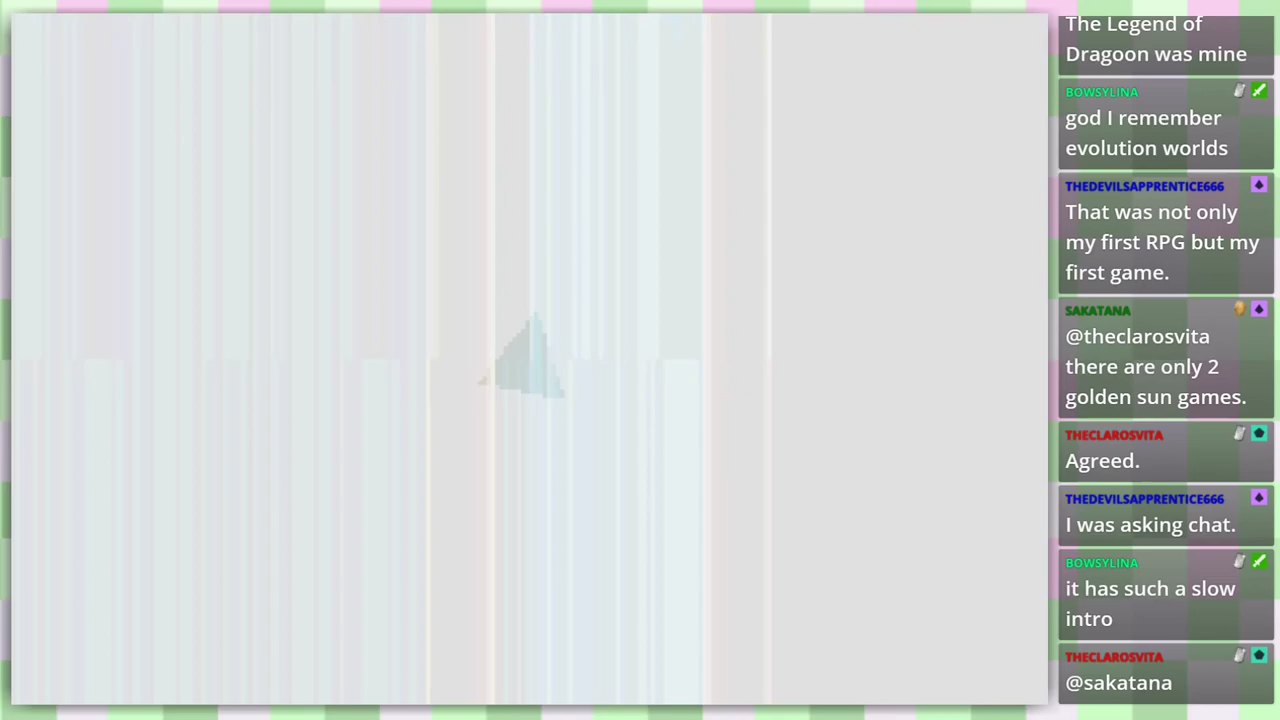 The Legend of
Dragoon was mine
BOWSYLINA
god I remember
evolution worlds
THEDEVILSAPPRENTICE666
That was not only
my first RPG but my
first game.
SAKATANA
@theclarosvita
there are only 2
golden sun games.
THECLAROSVITA
Agreed.
THEDEVILSAPPRENTICE666
I was asking chat.
BOWSYLINA
it has such a slow
intro
THECLAROSVITA
@sakatana